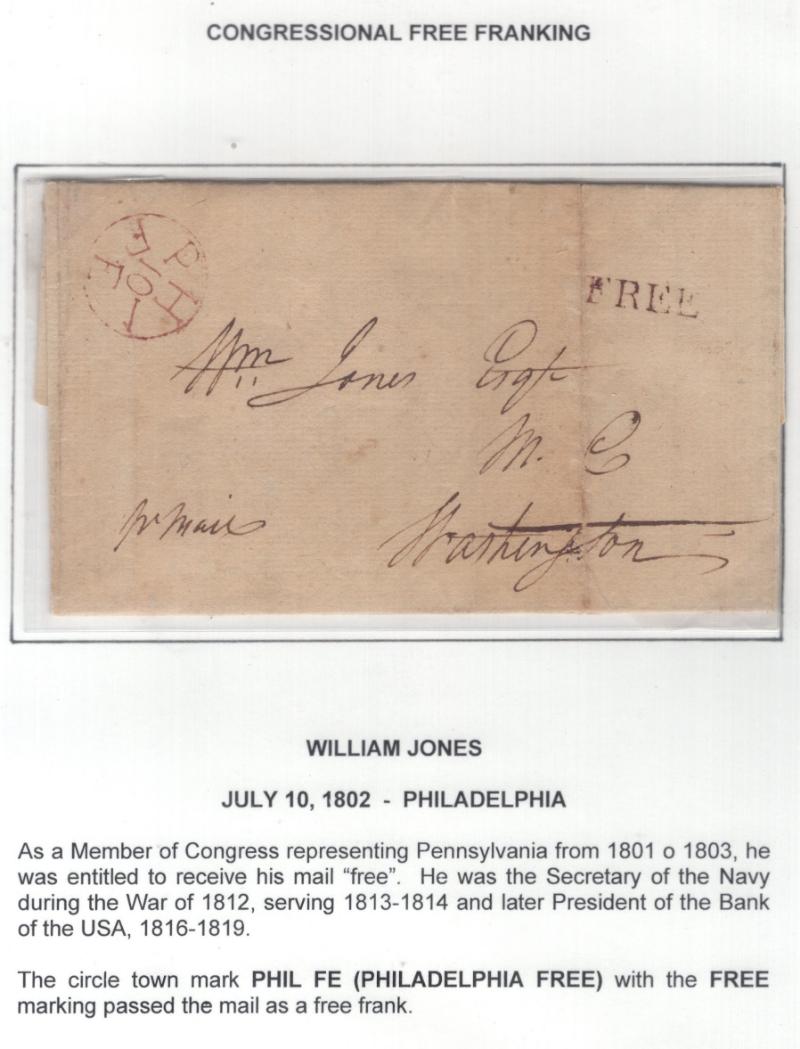 CONGRESSIONAL FREE FRANKING
PHI
10
FE
FREE
Wm Jones Esqr
M. C
pr mail
Washington
WILLIAM JONES
JULY 10, 1802 - PHILADELPHIA
As a Member of Congress representing Pennsylvania from 1801 o 1803, he
was entitled to receive his mail “free”. He was the Secretary of the Navy
during the War of 1812, serving 1813-1814 and later President of the Bank
of the USA, 1816-1819.
The circle town mark PHIL FE (PHILADELPHIA FREE) with the FREE
marking passed the mail as a free frank.